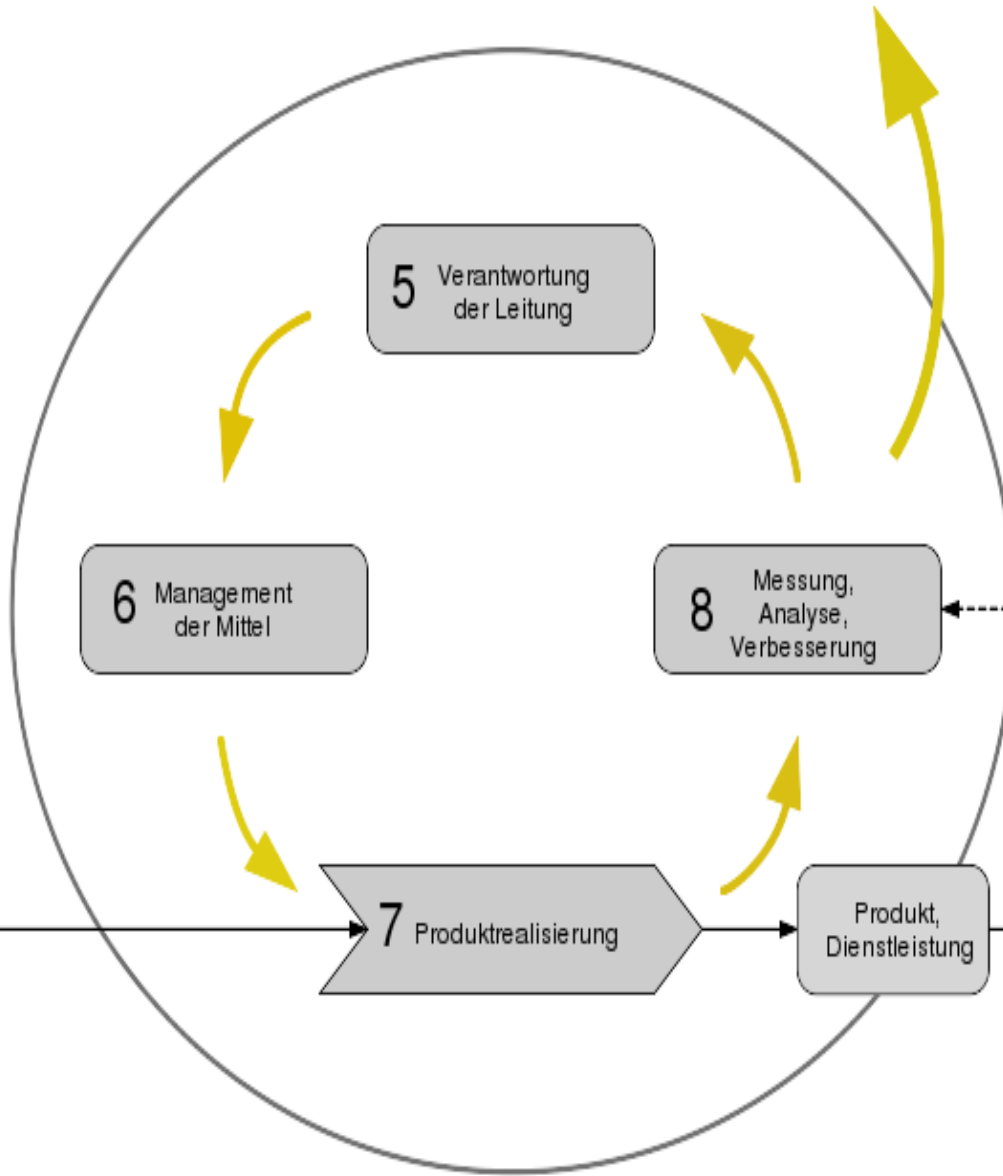 5 Verantwortung
der Leitung
6 Management
der Mittel
8 Messung,
Analyse,
Verbesserung
7 Produktrealisierung
Produkt,
Dienstleistung